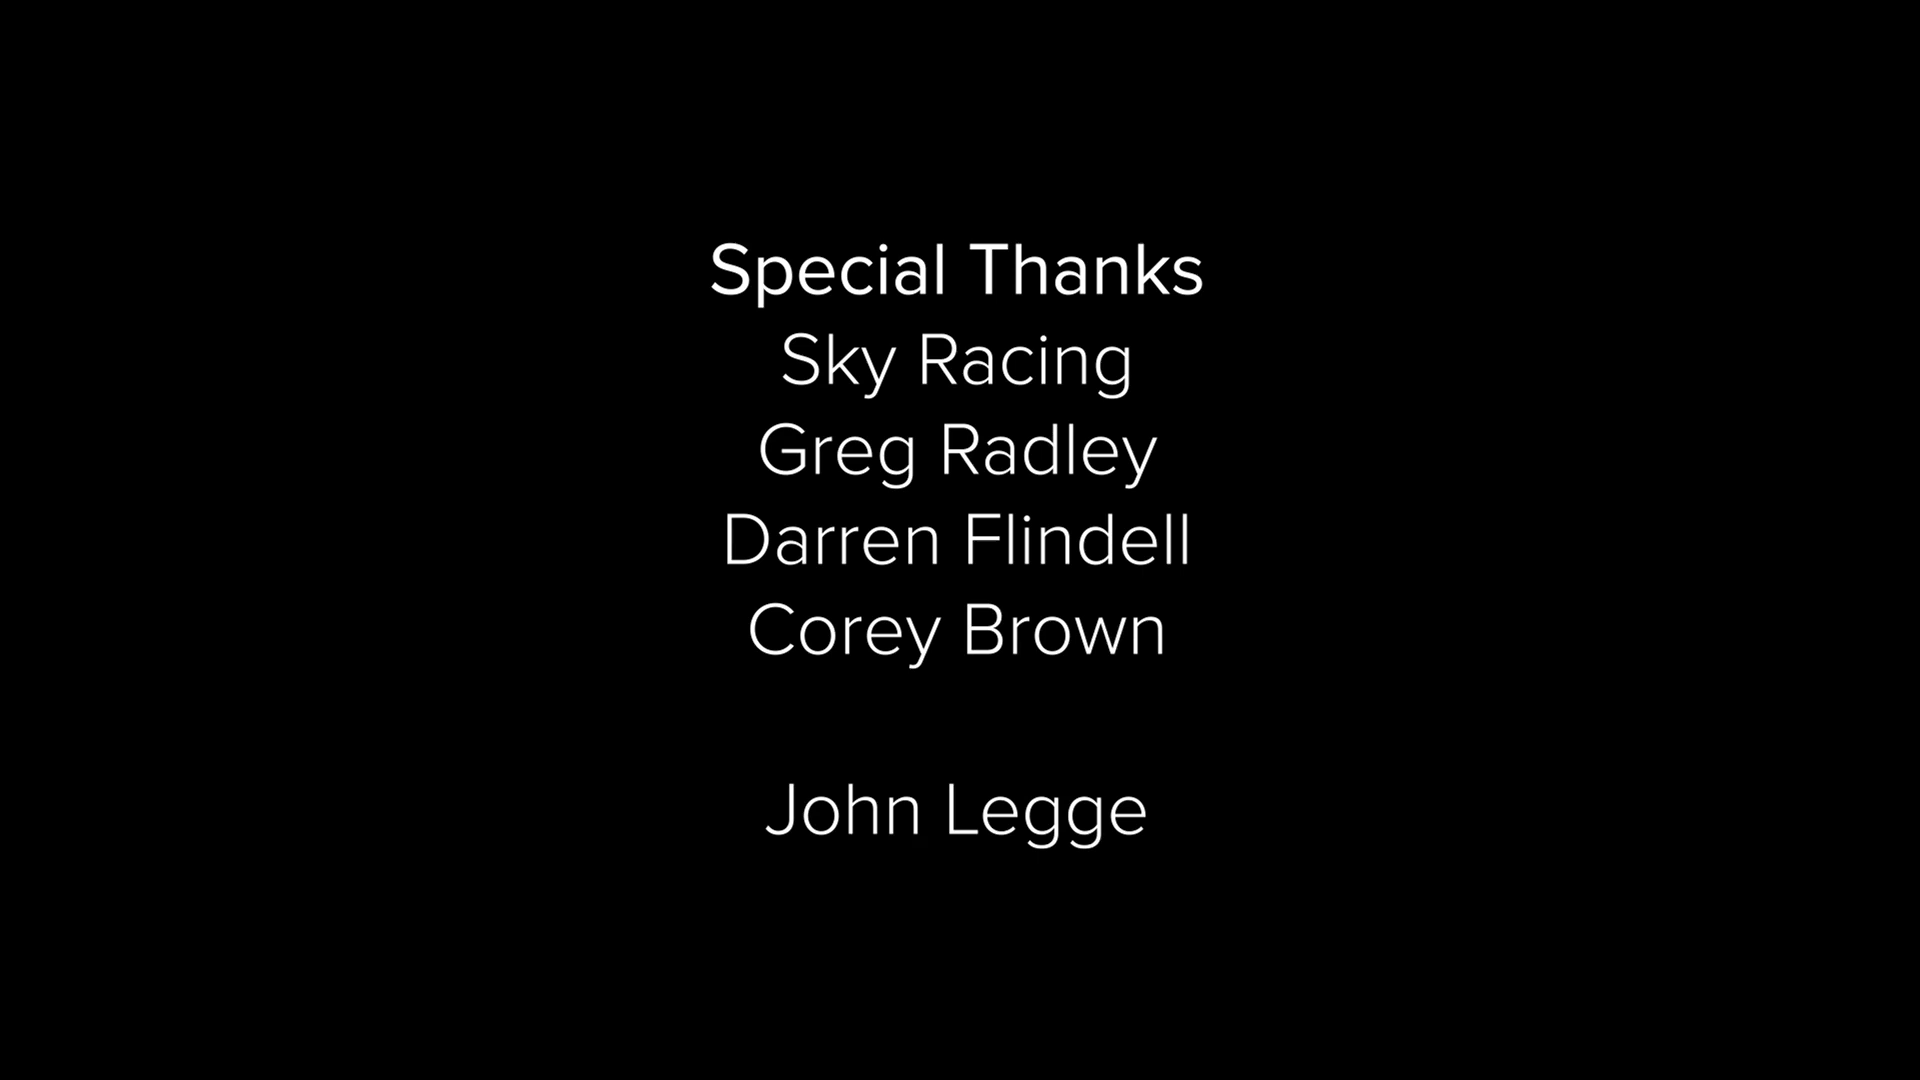 Special Thanks
Sky Racing
Greg Radley
Darren Flindell
Corey Brown
John Legge